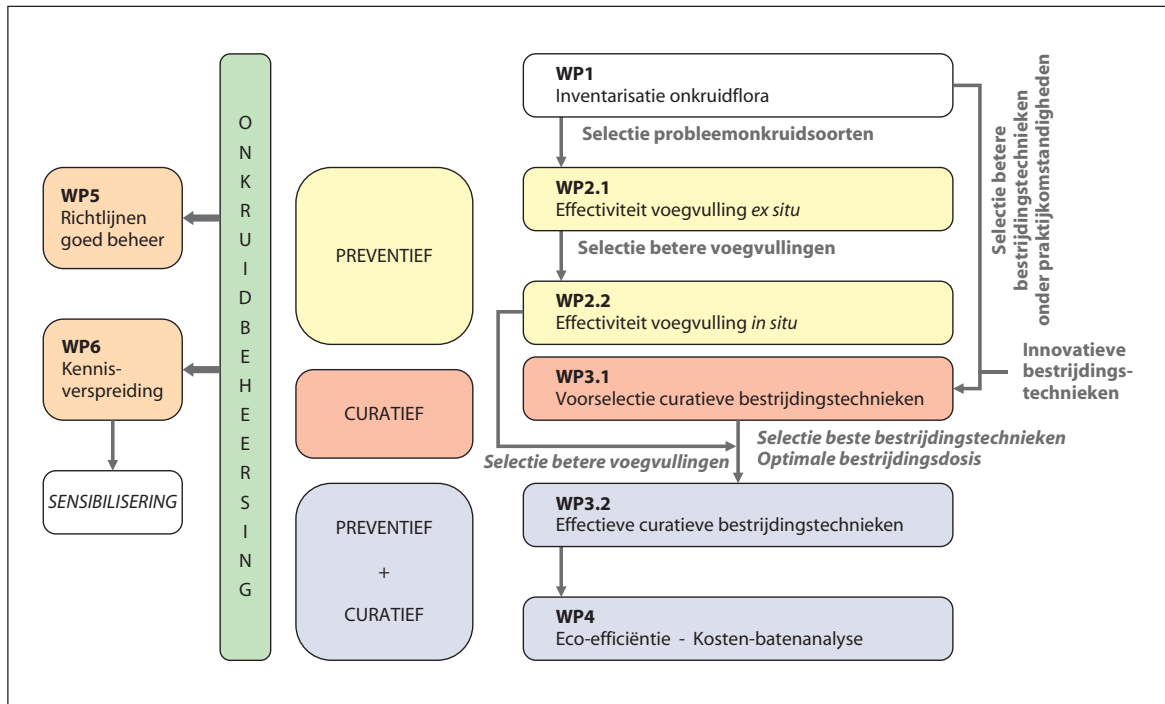 WP5
Richtlijnen
goed beheer
WP6
Kennis-
verspreiding
SENSIBILISERING
ONKRUIDBEHEERSING
PREVENTIEF
CURATIEF
PREVENTIEF
+
CURATIEF
WP1
Inventarisatie onkruidflora
Selectie probleemonkruidsoorten
WP2.1
Effectiviteit voegvulling ex situ
Selectie betere voegvullingen
WP2.2
Effectiviteit voegvulling in situ
WP3.1
Voorselectie curatieve bestrijdingstechnieken
Selectie betere voegvullingen
Selectie beste bestrijdingstechnieken
Optimale bestrijdingsdosis
WP3.2
Effectieve curatieve bestrijdingstechnieken
WP4
Eco-efficiëntie - Kosten-batenanalyse
Selectie betere
bestrijdingstechnieken
onder praktijkomstandigheden
Innovatieve
bestrijdings-
technieken